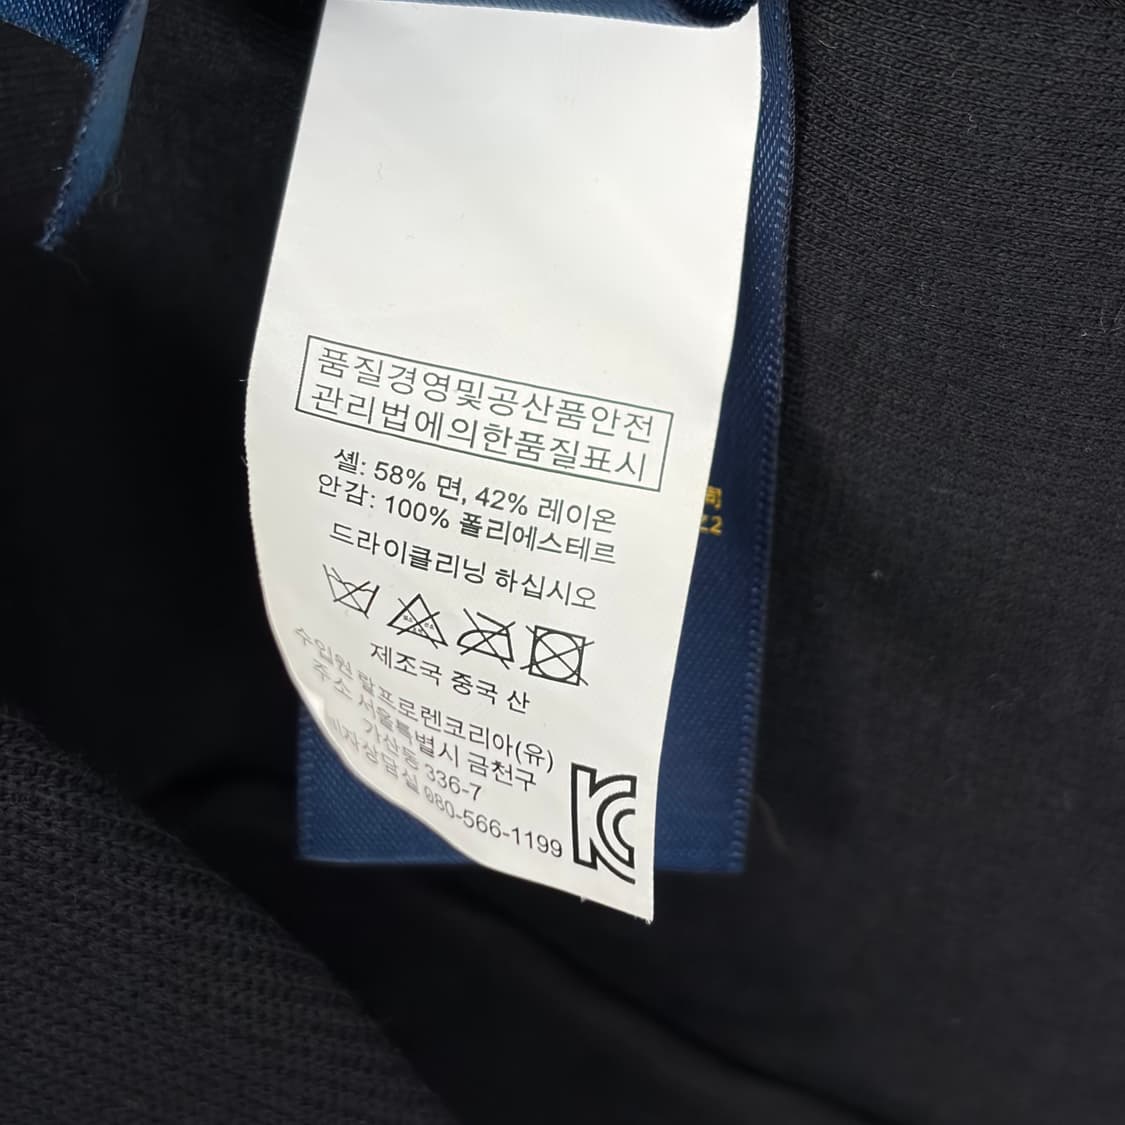 품질경영및공산품안전
관리법에의한품질표시
셸: 58% 면, 42% 레이온
안감: 100% 폴리에스테르
드라이클리닝 하십시오
제조국 중국 산
수입원 랄프로렌코리아(유)
주소 서울특별시 금천구
가산동 336-7
비자상담실 080-566-1199
司
22